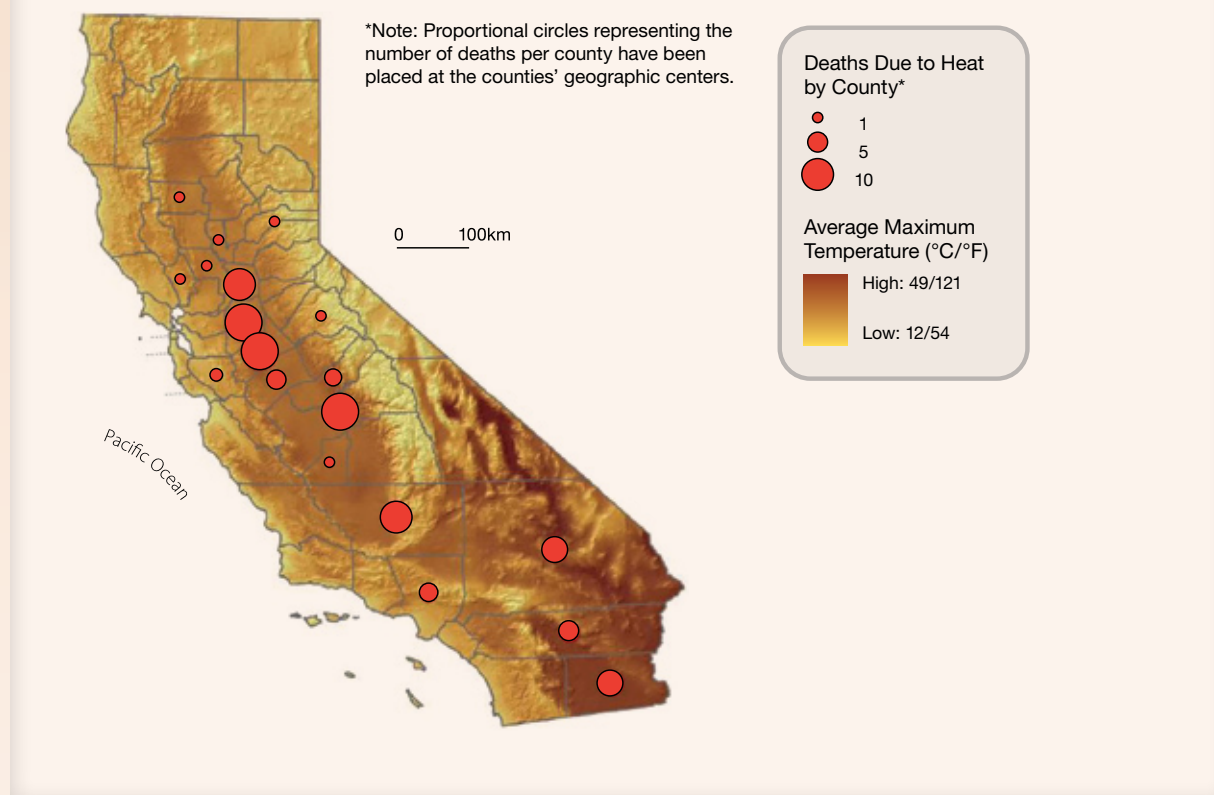 *Note: Proportional circles representing the
number of deaths per county have been
placed at the counties' geographic centers.
Deaths Due to Heat
by County*
1
5
10
0 100km
Average Maximum
Temperature (°C/°F)
High: 49/121
Low: 12/54
Pacific Ocean